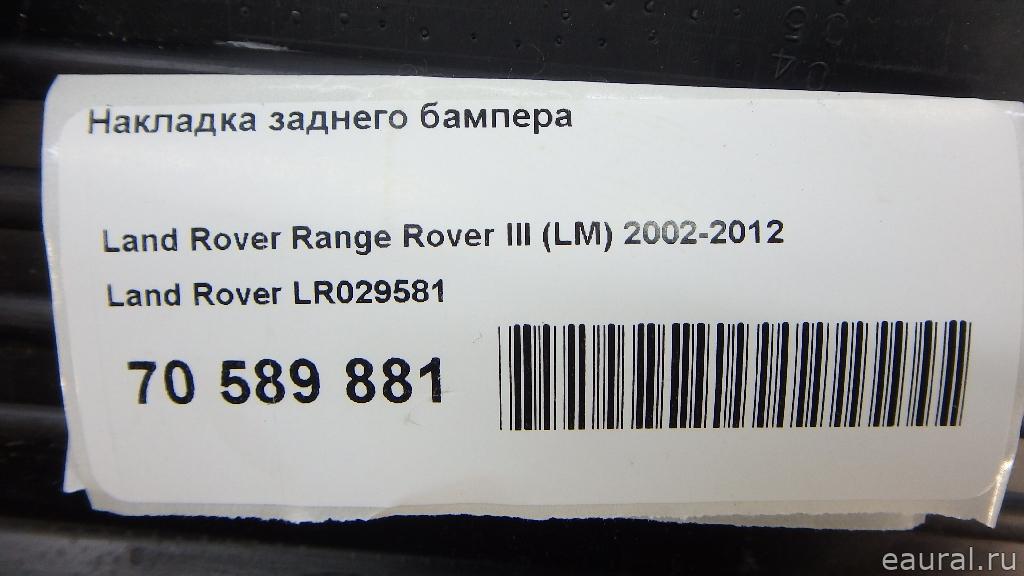 Накладка заднего бампера
Land Rover Range Rover III (LM) 2002-2012
Land Rover LR029581
70 589 881
eaural.ru